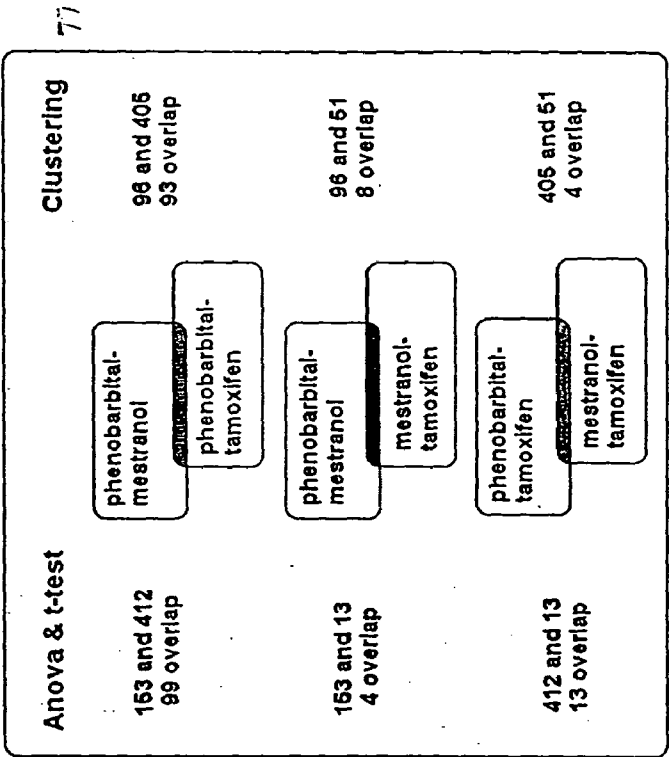 77
Anova & t-test
Clustering
153 and 412
99 overlap
phenobarbital-
mestranol
phenobarbital-
tamoxifen
96 and 405
93 overlap
153 and 13
4 overlap
phenobarbital-
mestranol
mestranol-
tamoxifen
96 and 51
8 overlap
412 and 13
13 overlap
phenobarbital-
tamoxifen
mestranol-
tamoxifen
405 and 51
4 overlap